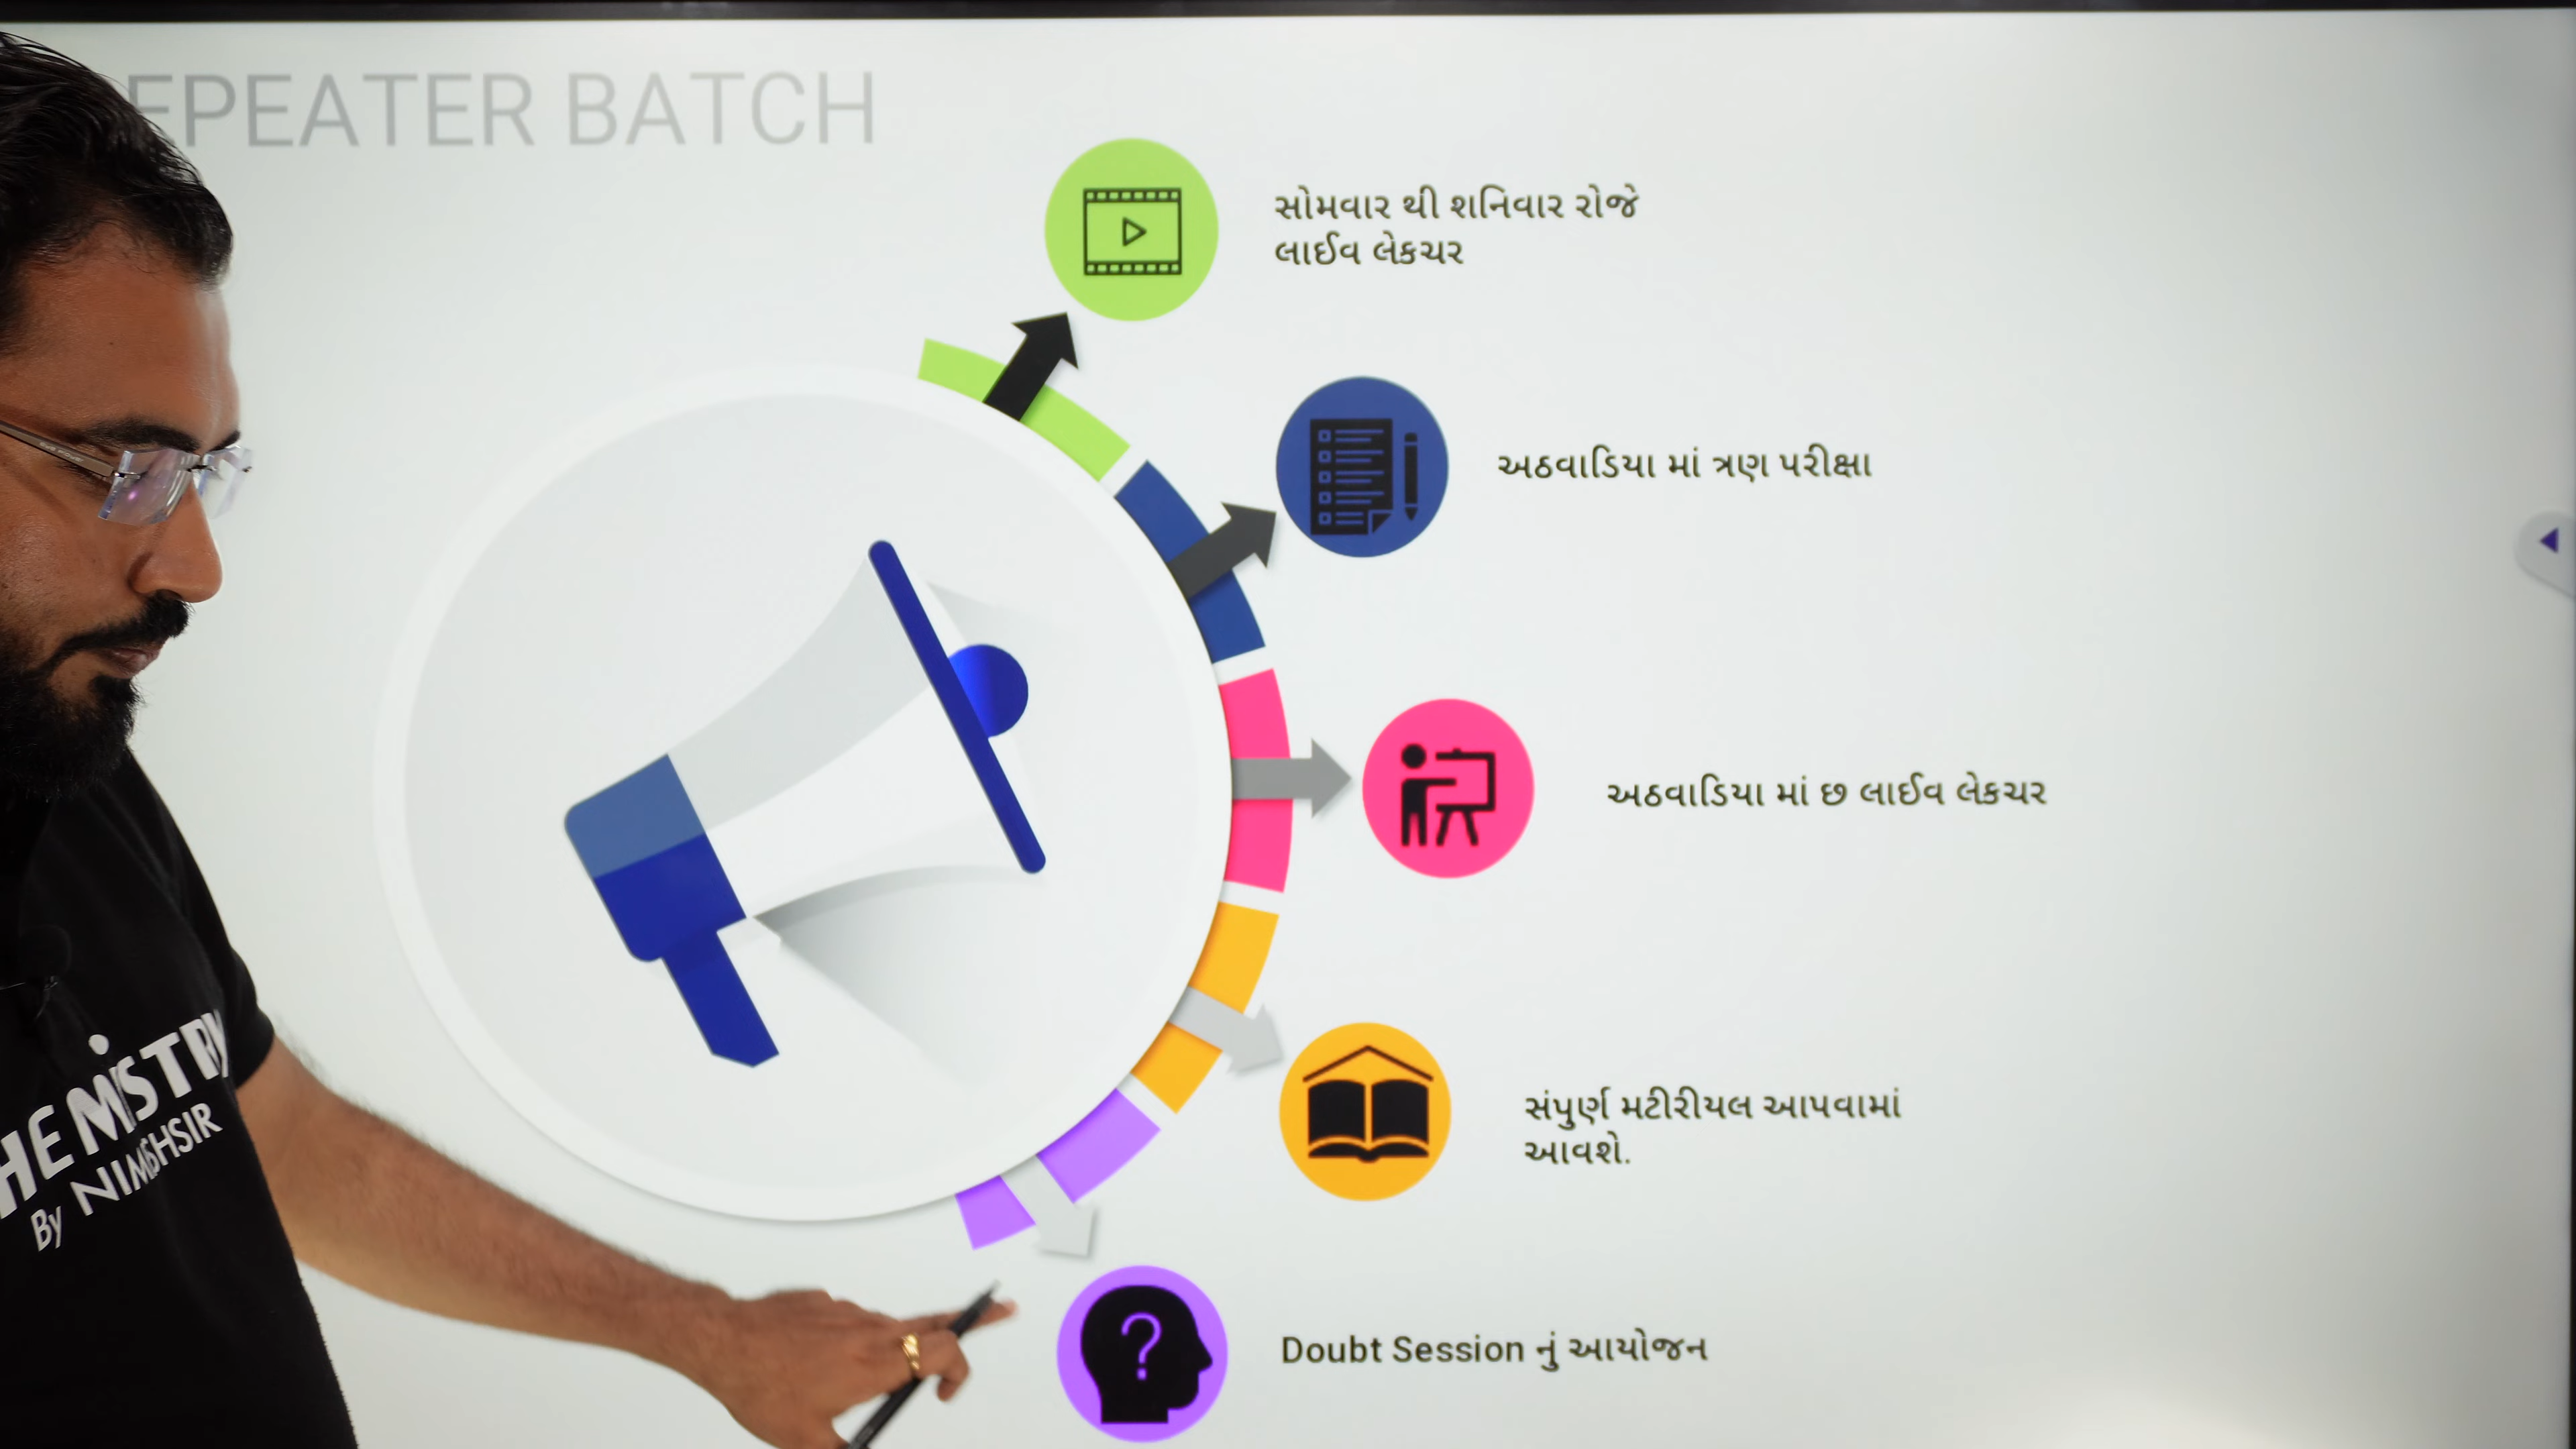 EPEATER BATCH
સોમવાર થી શનિવાર રોજે
લાઈવ લેકચર
અઠવાડિયા માં ત્રણ પરીક્ષા
અઠવાડિયા માં છ લાઈવ લેકચર
સંપુર્ણ મટીરીયલ આપવામાં
આવશે.
Doubt Session નું આયોજન
HEMISTRY
By NIMESHSIR